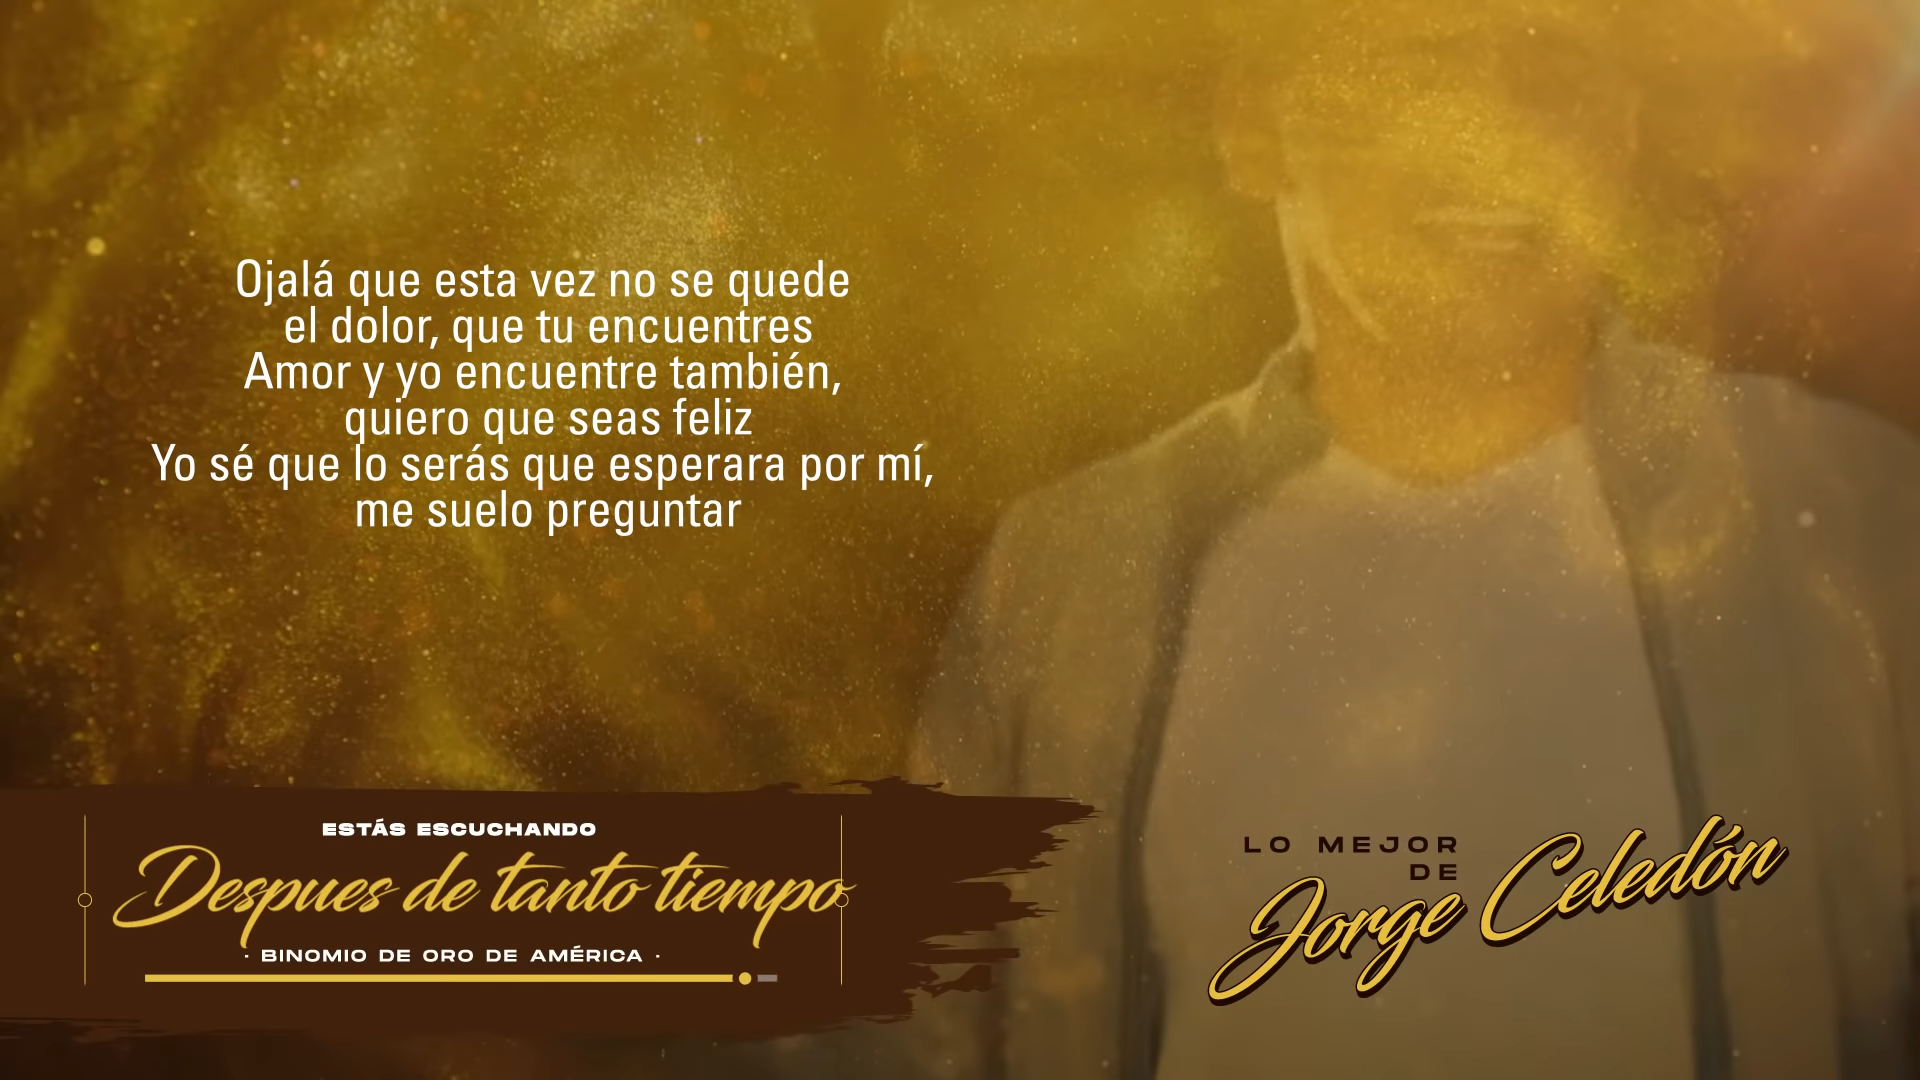 Ojalá que esta vez no se quede
el dolor, que tu encuentres
Amor y yo encuentre también,
quiero que seas feliz
Yo sé que lo serás que esperara por mí,
me suelo preguntar
ESTÁS ESCUCHANDO
Despues de tanto tiempo
· BINOMIO DE ORO DE AMÉRICA ·
LO MEJOR
DE
Jorge Celedón